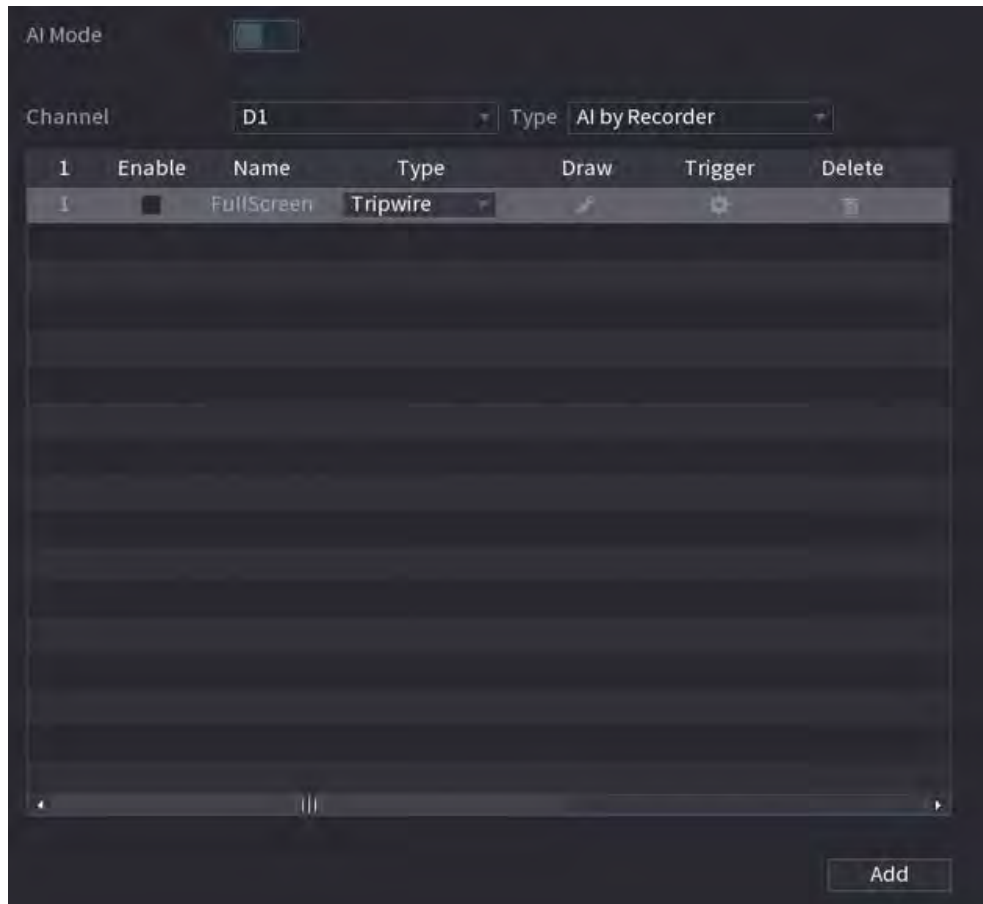 AI Mode
Channel D1 Type AI by Recorder
1 Enable Name Type Draw Trigger Delete
1 FullScreen Tripwire
Add